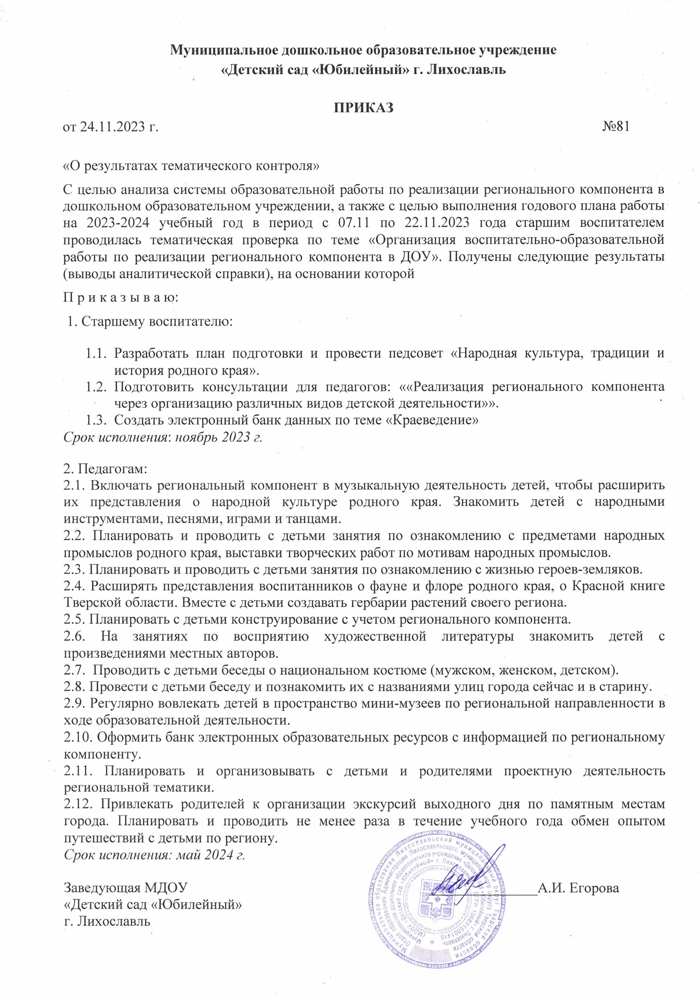 Муниципальное дошкольное образовательное учреждение
«Детский сад «Юбилейный» г. Лихославль
ПРИКАЗ
от 24.11.2023 г. №81
«О результатах тематического контроля»
С целью анализа системы образовательной работы по реализации регионального компонента в
дошкольном образовательном учреждении, а также с целью выполнения годового плана работы
на 2023-2024 учебный год в период с 07.11 по 22.11.2023 года старшим воспитателем
проводилась тематическая проверка по теме «Организация воспитательно-образовательной
работы по реализации регионального компонента в ДОУ». Получены следующие результаты
(выводы аналитической справки), на основании которой
П р и к а з ы в а ю:
1. Старшему воспитателю:
1.1. Разработать план подготовки и провести педсовет «Народная культура, традиции и
история родного края».
1.2. Подготовить консультации для педагогов: ««Реализация регионального компонента
через организацию различных видов детской деятельности»».
1.3. Создать электронный банк данных по теме «Краеведение»
Срок исполнения: ноябрь 2023 г.
2. Педагогам:
2.1. Включать региональный компонент в музыкальную деятельность детей, чтобы расширить
их представления о народной культуре родного края. Знакомить детей с народными
инструментами, песнями, играми и танцами.
2.2. Планировать и проводить с детьми занятия по ознакомлению с предметами народных
промыслов родного края, выставки творческих работ по мотивам народных промыслов.
2.3. Планировать и проводить с детьми занятия по ознакомлению с жизнью героев-земляков.
2.4. Расширять представления воспитанников о фауне и флоре родного края, о Красной книге
Тверской области. Вместе с детьми создавать гербарии растений своего региона.
2.5. Планировать с детьми конструирование с учетом регионального компонента.
2.6. На занятиях по восприятию художественной литературы знакомить детей с
произведениями местных авторов.
2.7. Проводить с детьми беседы о национальном костюме (мужском, женском, детском).
2.8. Провести с детьми беседу и познакомить их с названиями улиц города сейчас и в старину.
2.9. Регулярно вовлекать детей в пространство мини-музеев по региональной направленности в
ходе образовательной деятельности.
2.10. Оформить банк электронных образовательных ресурсов с информацией по региональному
компоненту.
2.11. Планировать и организовывать с детьми и родителями проектную деятельность
региональной тематики.
2.12. Привлекать родителей к организации экскурсий выходного дня по памятным местам
города. Планировать и проводить не менее раза в течение учебного года обмен опытом
путешествий с детьми по региону.
Срок исполнения: май 2024 г.
Заведующая МДОУ А.И. Егорова
«Детский сад «Юбилейный»
г. Лихославль
Муниципальное образование Лихославльский муниципальный округ Тверской области
Отдел образования Администрации Лихославльского муниципального округа Тверской области
Муниципальное дошкольное образовательное учреждение «Детский сад «Юбилейный» г. Лихославль
(МДОУ «Детский сад «Юбилейный» г. Лихославль) ОГРН 1066915001416